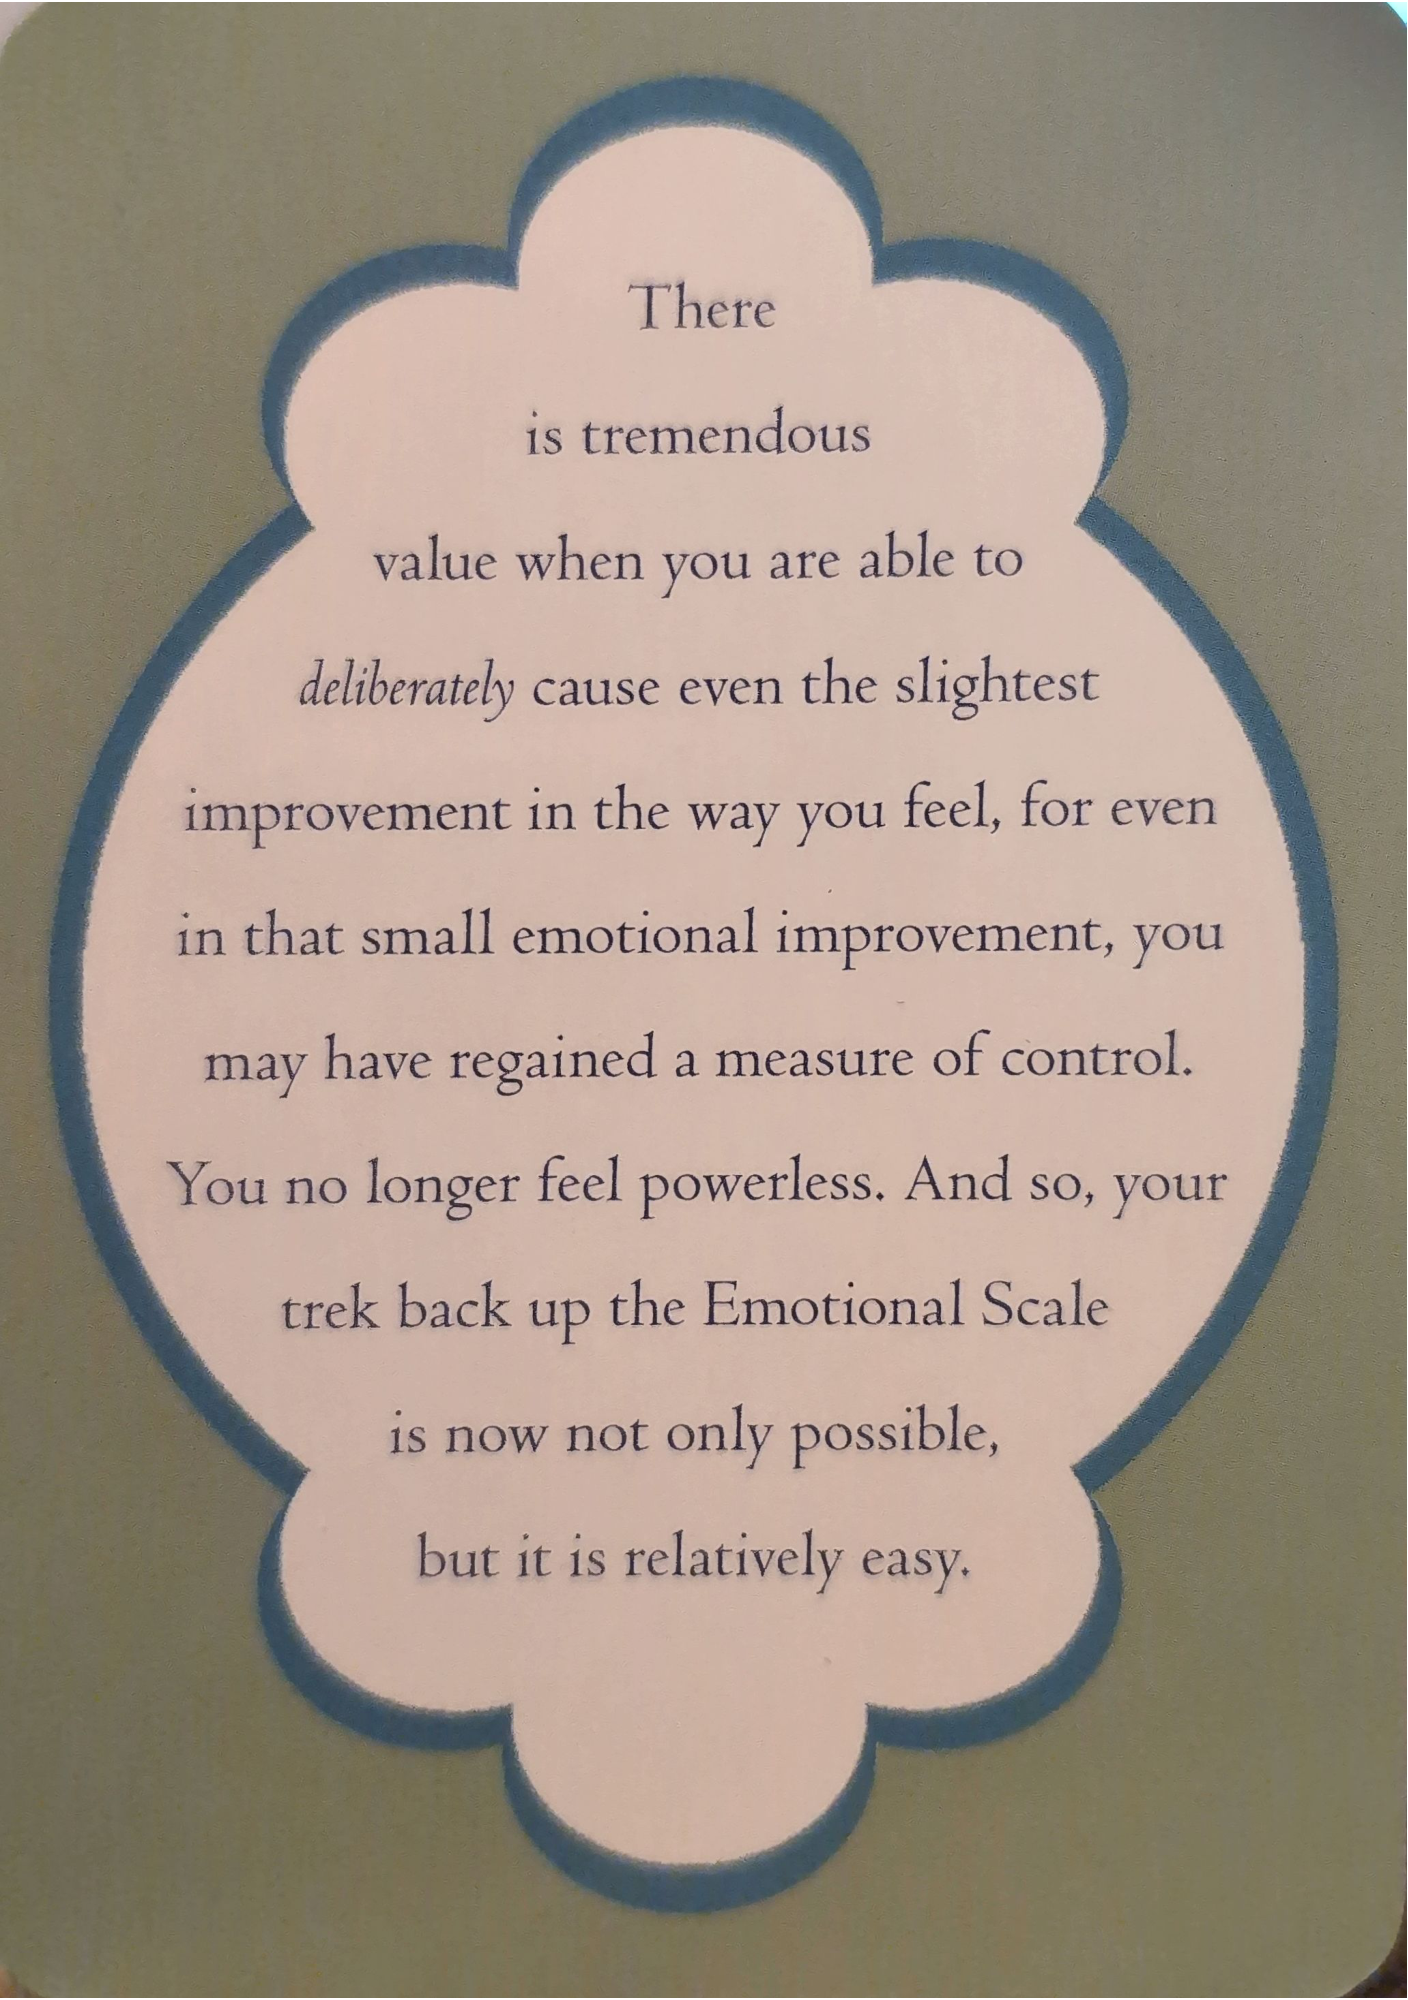 There
is tremendous
value when you are able to
deliberately cause even the slightest
improvement in the way you feel, for even
in that small emotional improvement, you
may have regained a measure of control.
You no longer feel powerless. And so, your
trek back up the Emotional Scale
is now not only possible,
but it is relatively easy.